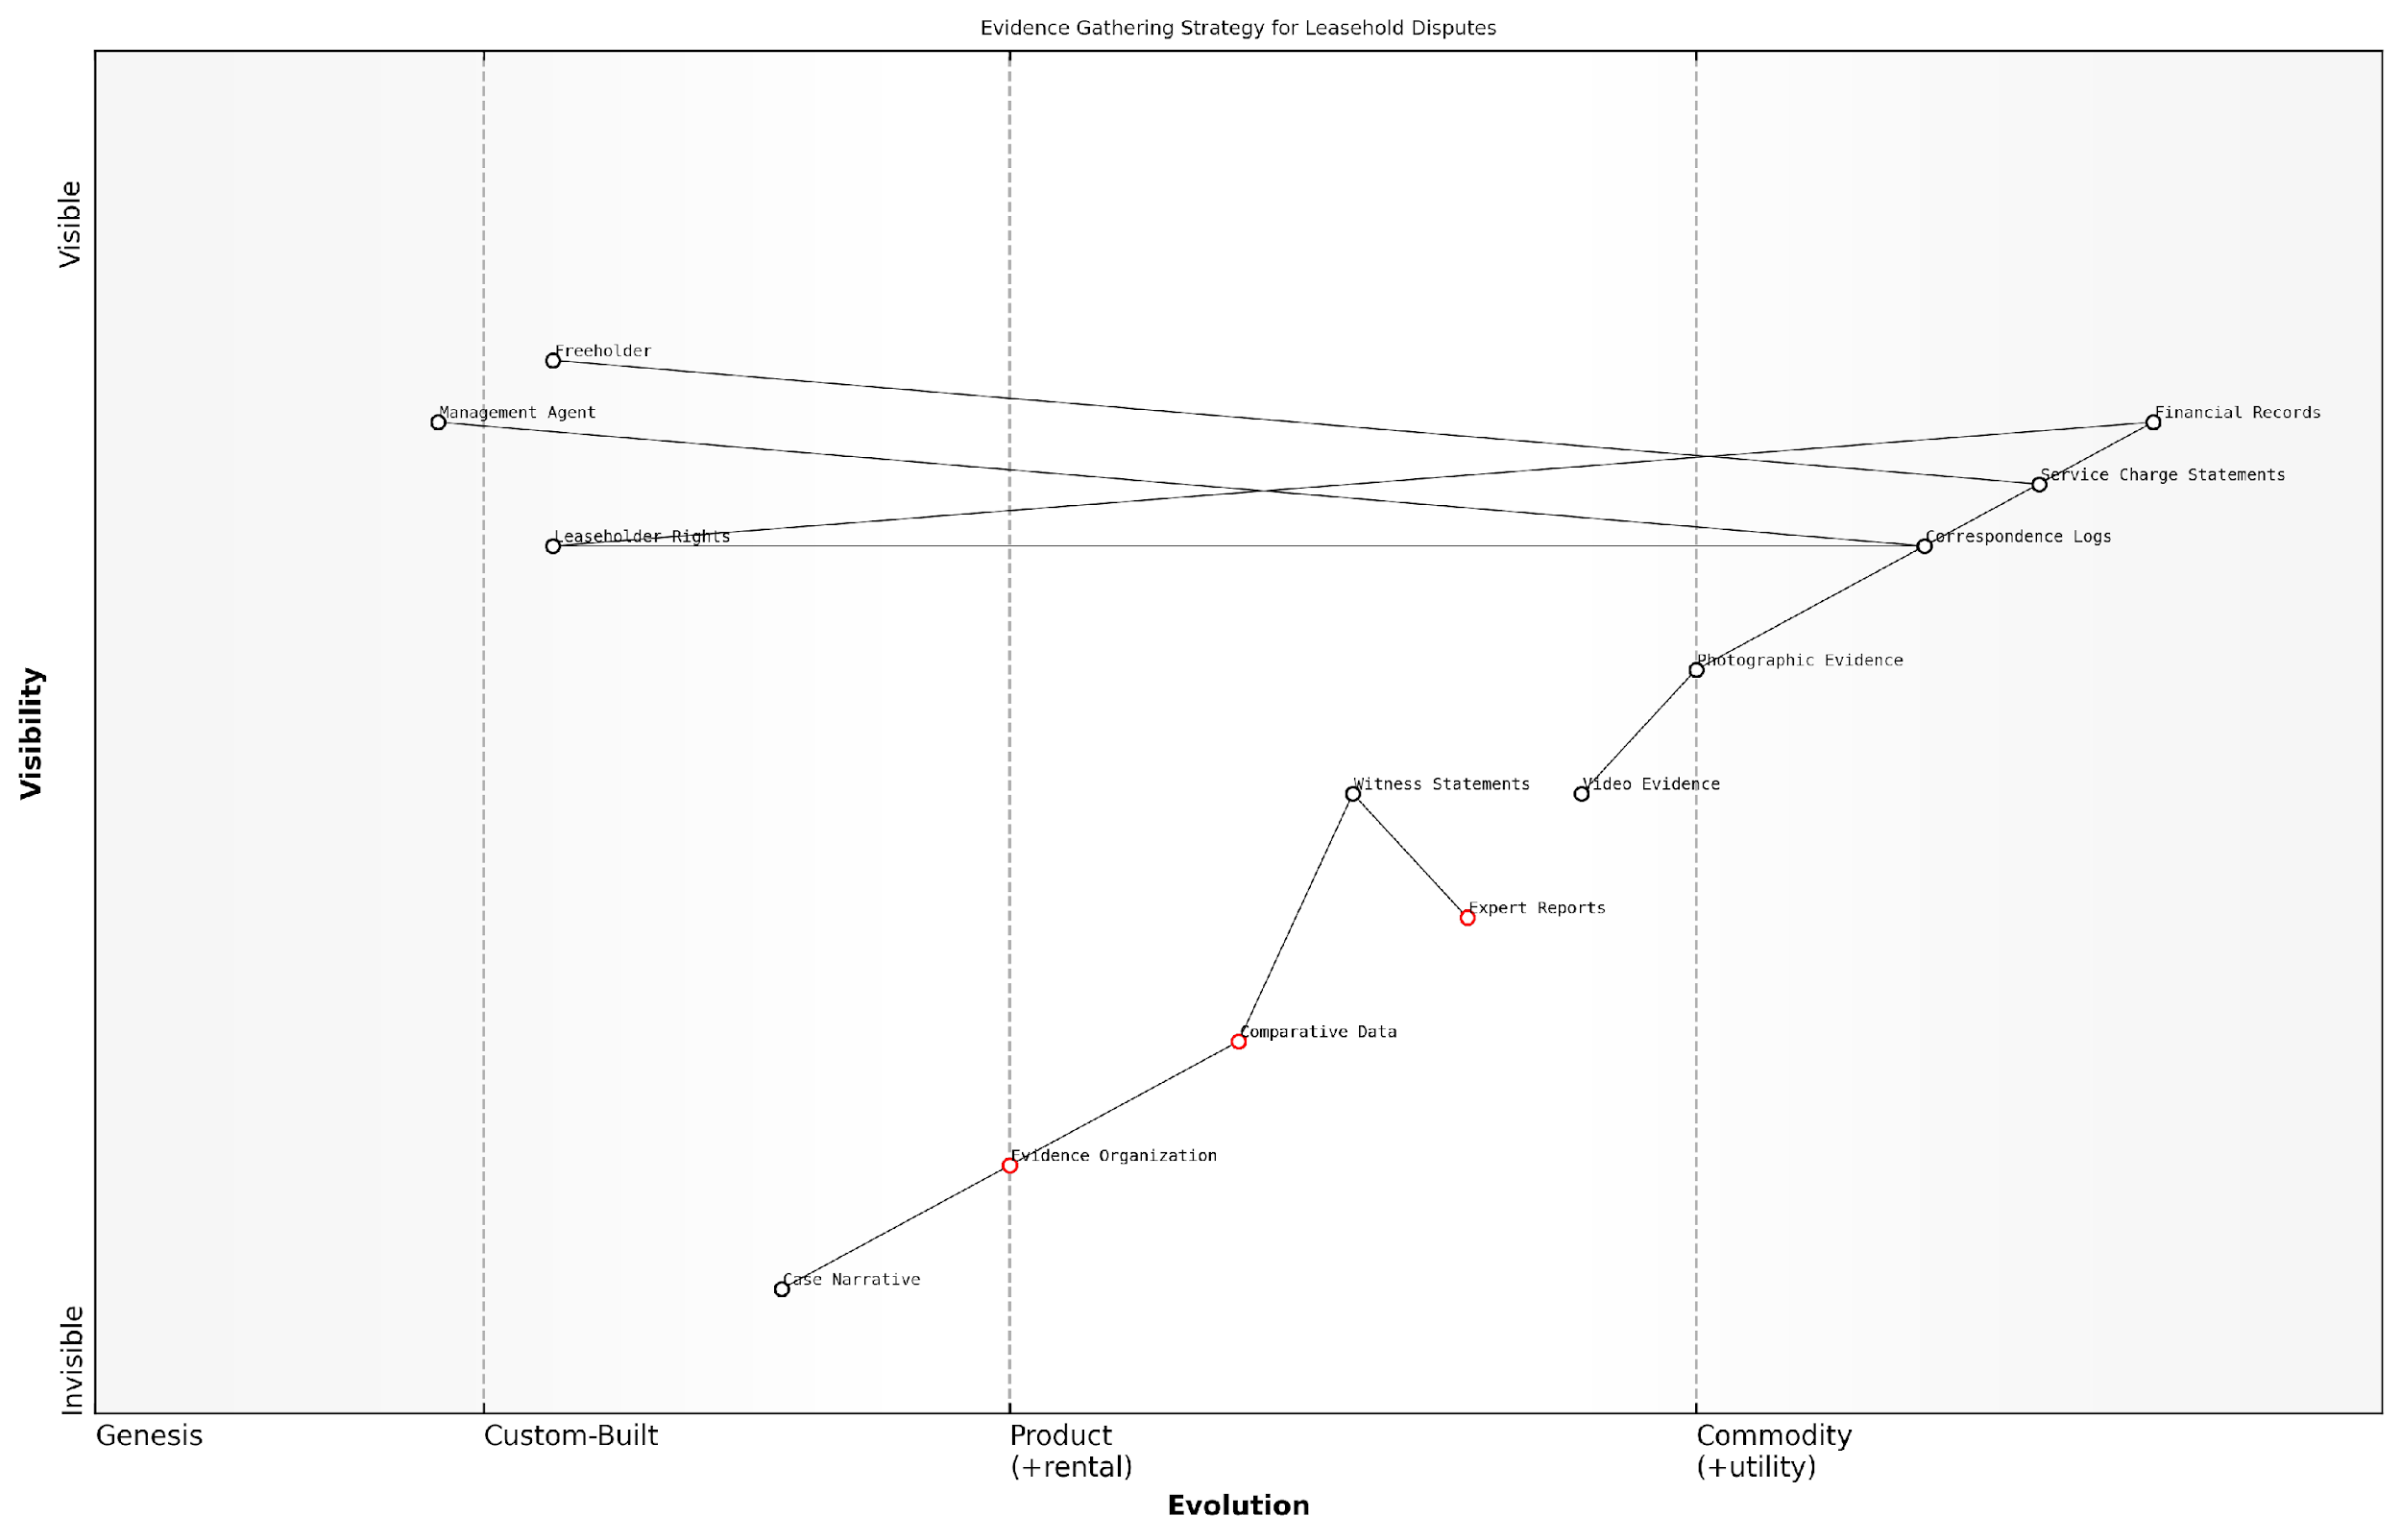 Evidence Gathering Strategy for Leasehold Disputes
Visible
Freeholder
Management Agent
Financial Records
Service Charge Statements
Leaseholder Rights
Correspondence Logs
Photographic Evidence
Visibility
Witness Statements
Video Evidence
Expert Reports
Comparative Data
Evidence Organization
Case Narrative
Invisible
Genesis
Custom-Built
Product
(+rental)
Commodity
(+utility)
Evolution